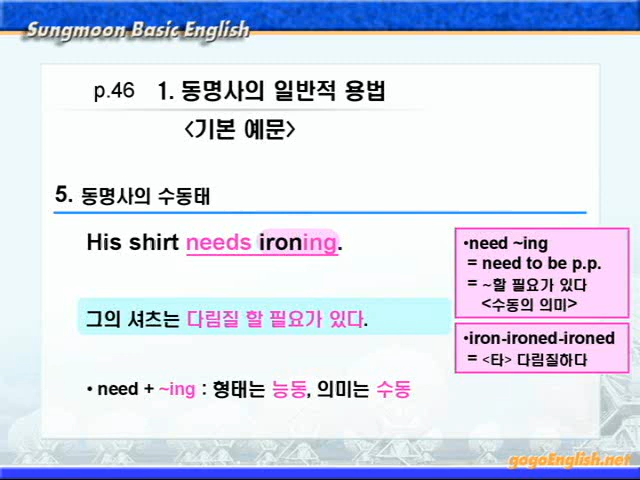 Sungmoon Basic English
p.46 1. 동명사의 일반적 용법
<기본 예문>
5. 동명사의 수동태
His shirt needs ironing.
그의 셔츠는 다림질 할 필요가 있다.
• need + ~ing : 형태는 능동, 의미는 수동
•need ~ing
= need to be p.p.
= ~할 필요가 있다
<수동의 의미>
•iron-ironed-ironed
= <타> 다림질하다
gogoEnglish.net